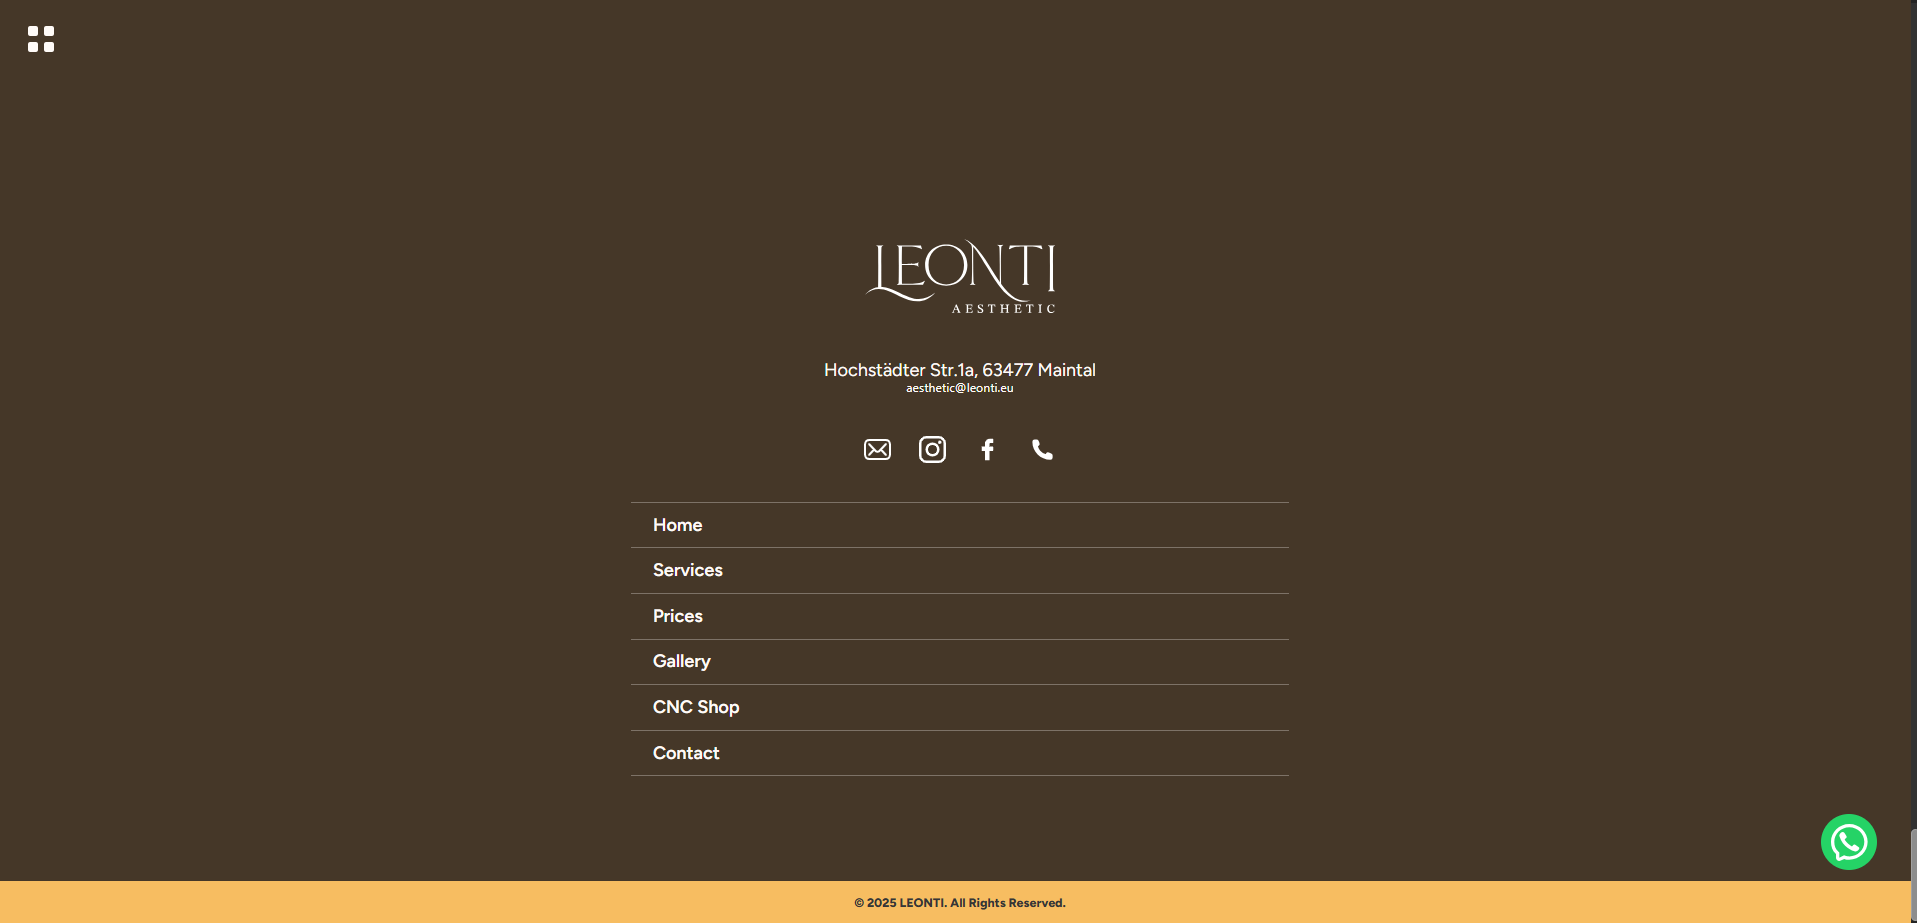 LEONTI
AESTHETIC
Hochstädter Str.1a, 63477 Maintal
aesthetic@leonti.eu
Home
Services
Prices
Gallery
CNC Shop
Contact
© 2025 LEONTI. All Rights Reserved.